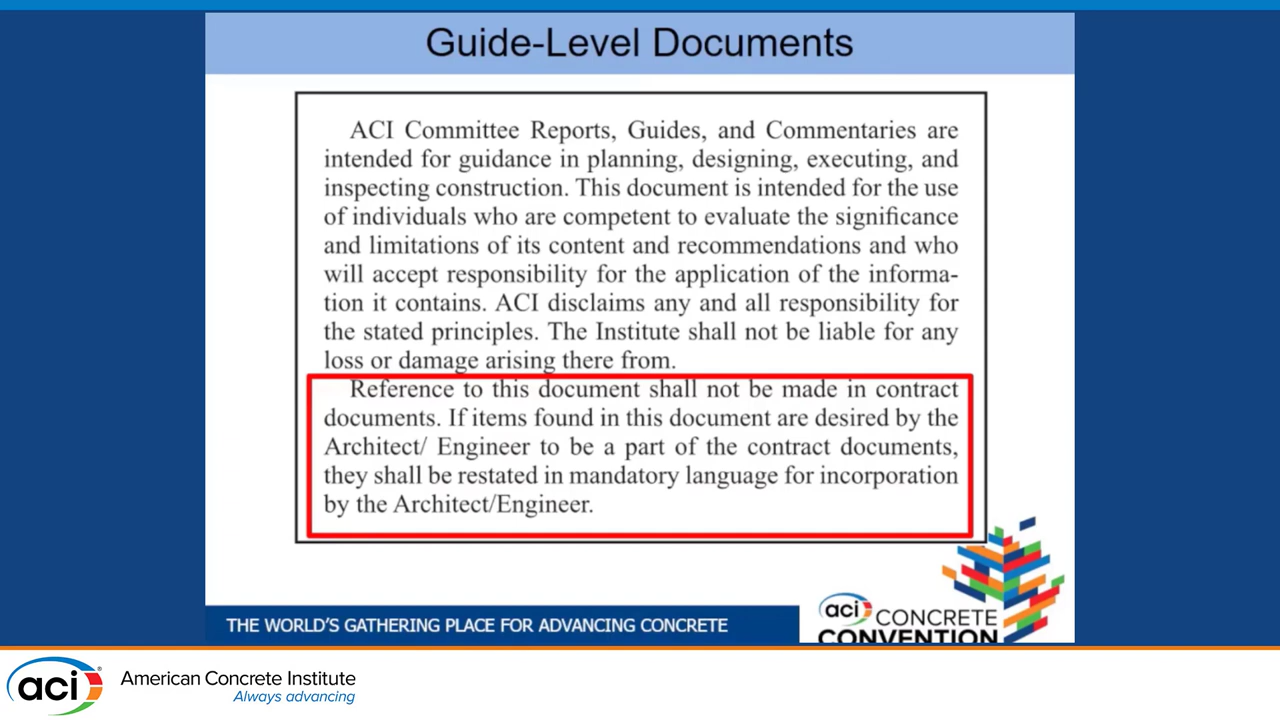 Guide-Level Documents
ACI Committee Reports, Guides, and Commentaries are
intended for guidance in planning, designing, executing, and
inspecting construction. This document is intended for the use
of individuals who are competent to evaluate the significance
and limitations of its content and recommendations and who
will accept responsibility for the application of the informa-
tion it contains. ACI disclaims any and all responsibility for
the stated principles. The Institute shall not be liable for any
loss or damage arising there from.
Reference to this document shall not be made in contract
documents. If items found in this document are desired by the
Architect/ Engineer to be a part of the contract documents,
they shall be restated in mandatory language for incorporation
by the Architect/Engineer.
THE WORLD'S GATHERING PLACE FOR ADVANCING CONCRETE
aci CONCRETE
CONVENTION
aci®
American Concrete Institute
Always advancing